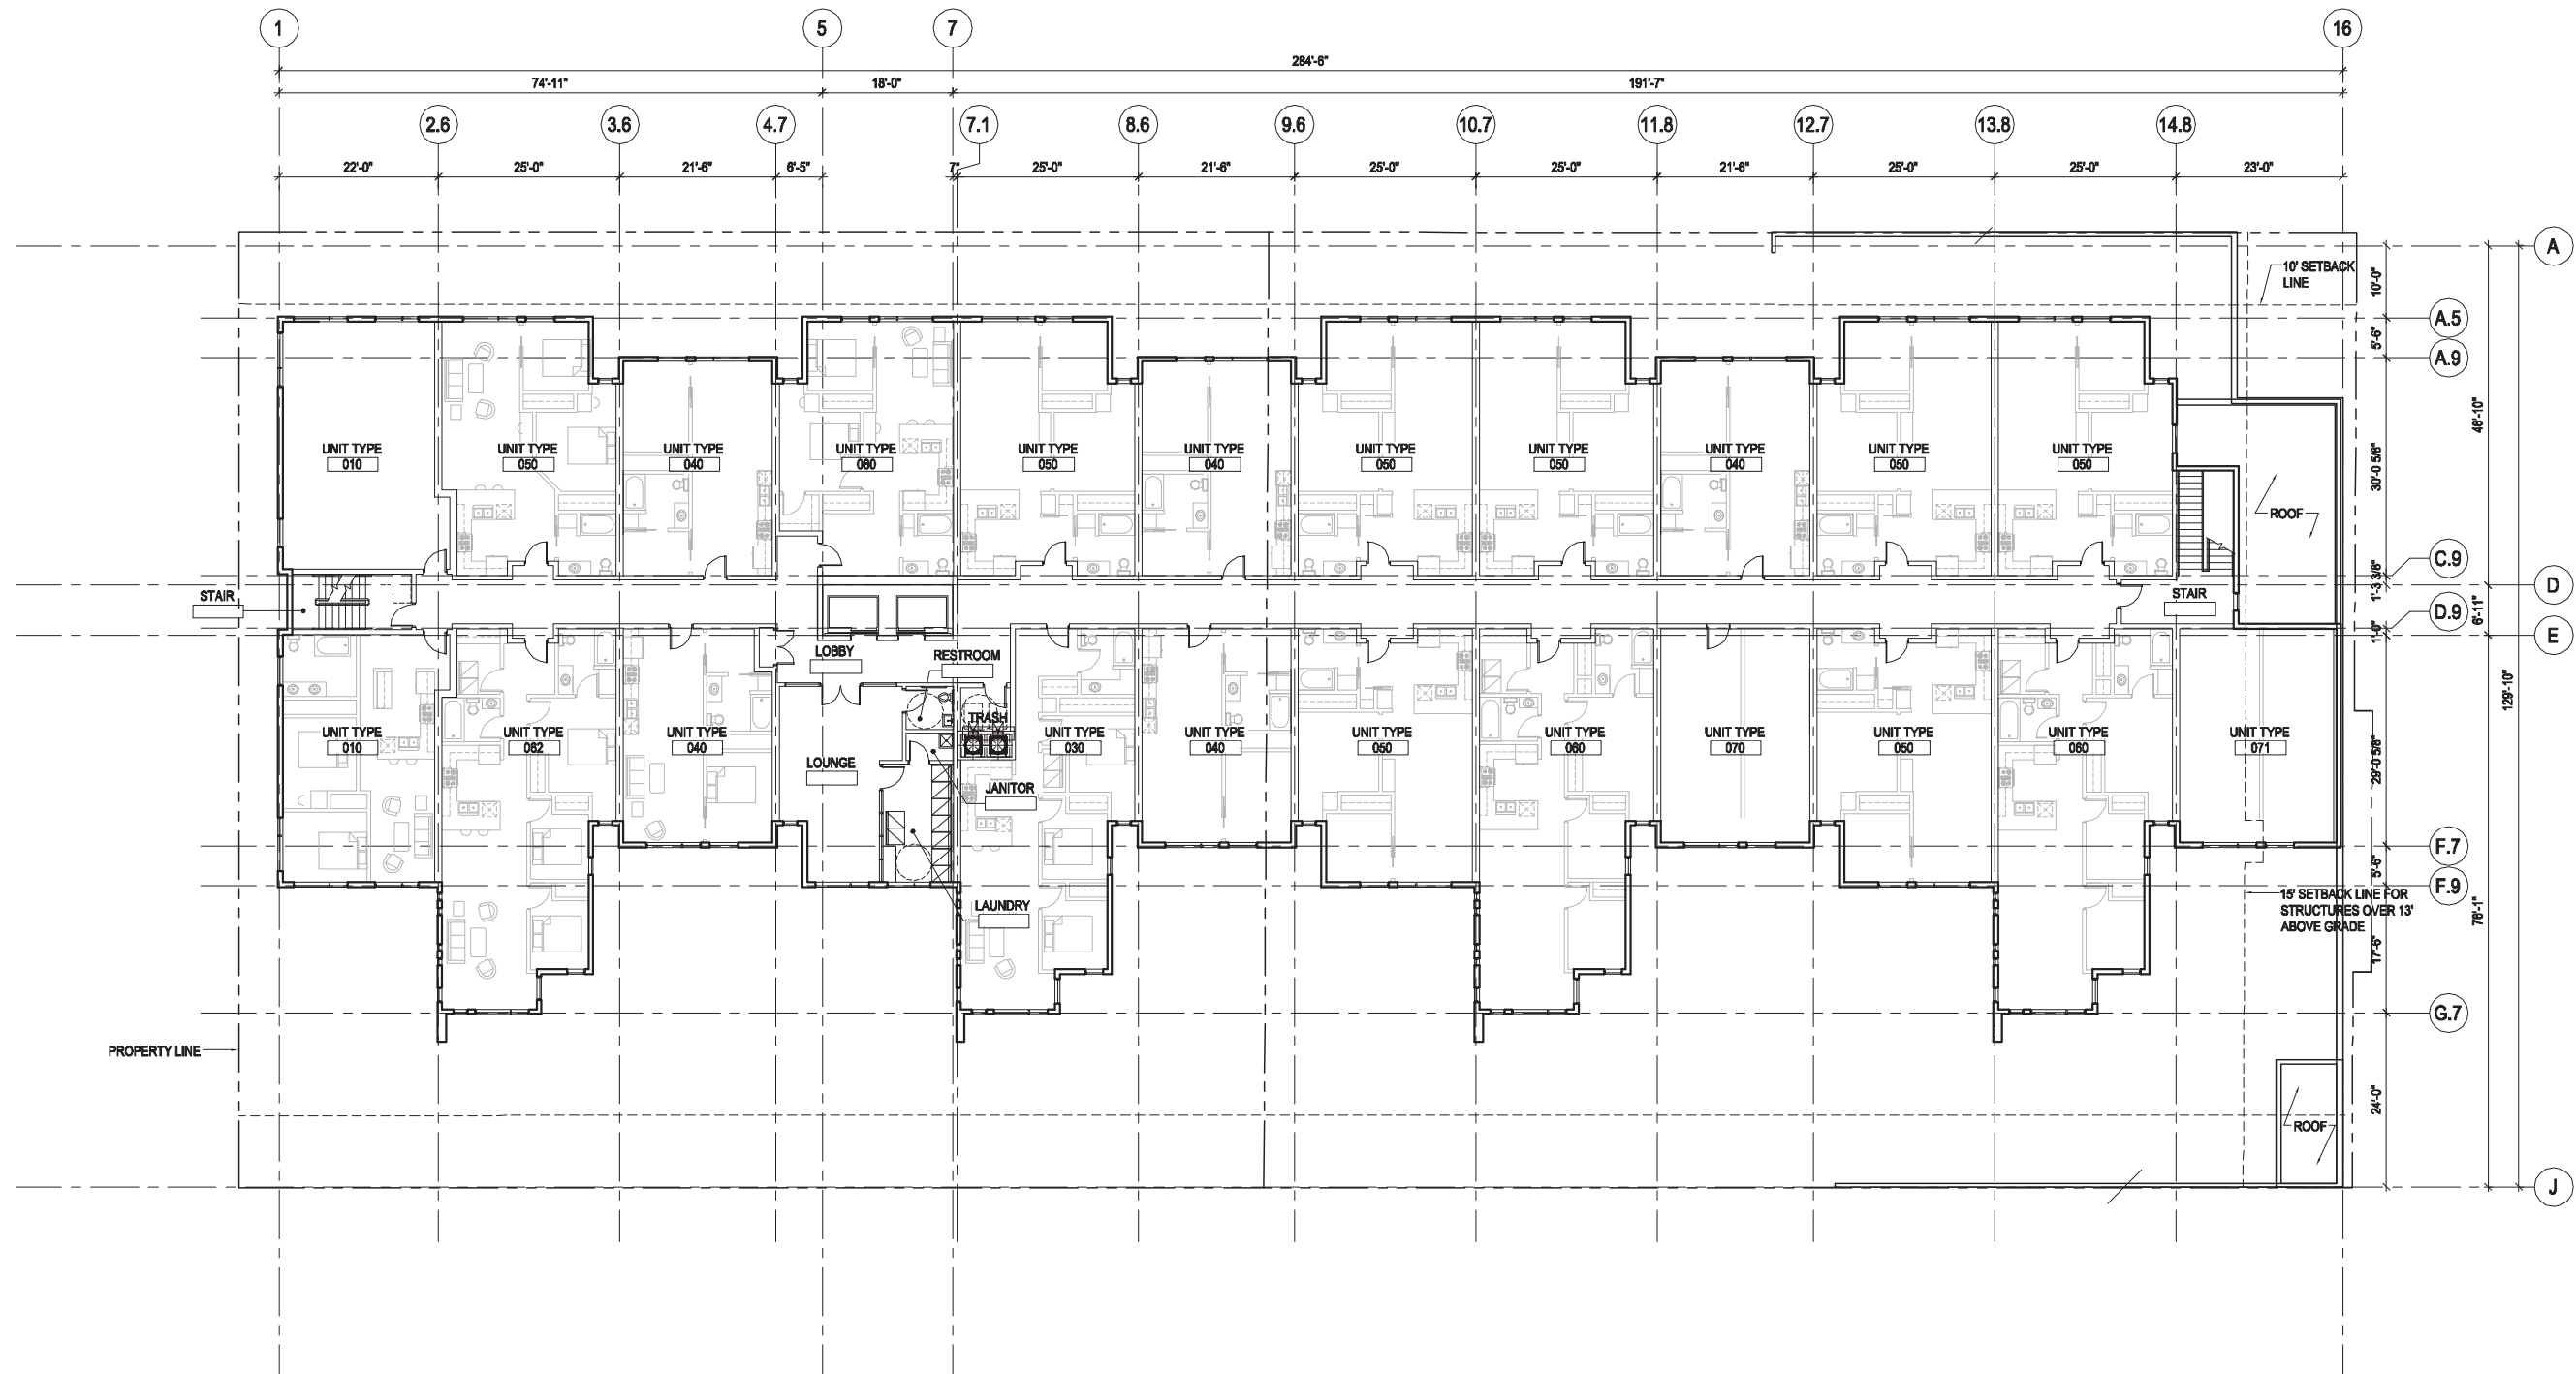 1
5
7
16
284'-6"
74'-11"
18'-0"
191'-7"
2.6
3.6
4.7
7.1
8.6
9.6
10.7
11.8
12.7
13.8
14.8
22'-0"
25'-0"
21'-6"
6'-5"
7"
25'-0"
21'-6"
25'-0"
25'-0"
21'-6"
25'-0"
25'-0"
23'-0"
A
10'-0"
10' SETBACK
LINE
A.5
5'-6"
A.9
46'-10"
30'-0 5/8"
UNIT TYPE
010
UNIT TYPE
050
UNIT TYPE
040
UNIT TYPE
080
UNIT TYPE
050
UNIT TYPE
040
UNIT TYPE
050
UNIT TYPE
050
UNIT TYPE
040
UNIT TYPE
050
UNIT TYPE
050
ROOF
C.9
1'-3 3/8"
D
STAIR
STAIR
D.9
6'-11"
1'-0"
E
LOBBY
RESTROOM
129'-10"
TRASH
UNIT TYPE
010
UNIT TYPE
062
UNIT TYPE
040
UNIT TYPE
030
UNIT TYPE
040
UNIT TYPE
050
UNIT TYPE
060
UNIT TYPE
070
UNIT TYPE
050
UNIT TYPE
060
UNIT TYPE
071
29'-0 5/8"
LOUNGE
JANITOR
F.7
5'-6"
F.9
LAUNDRY
15' SETBACK LINE FOR
STRUCTURES OVER 13'
ABOVE GRADE
76'-1"
17'-6"
G.7
PROPERTY LINE
24'-0"
ROOF
J